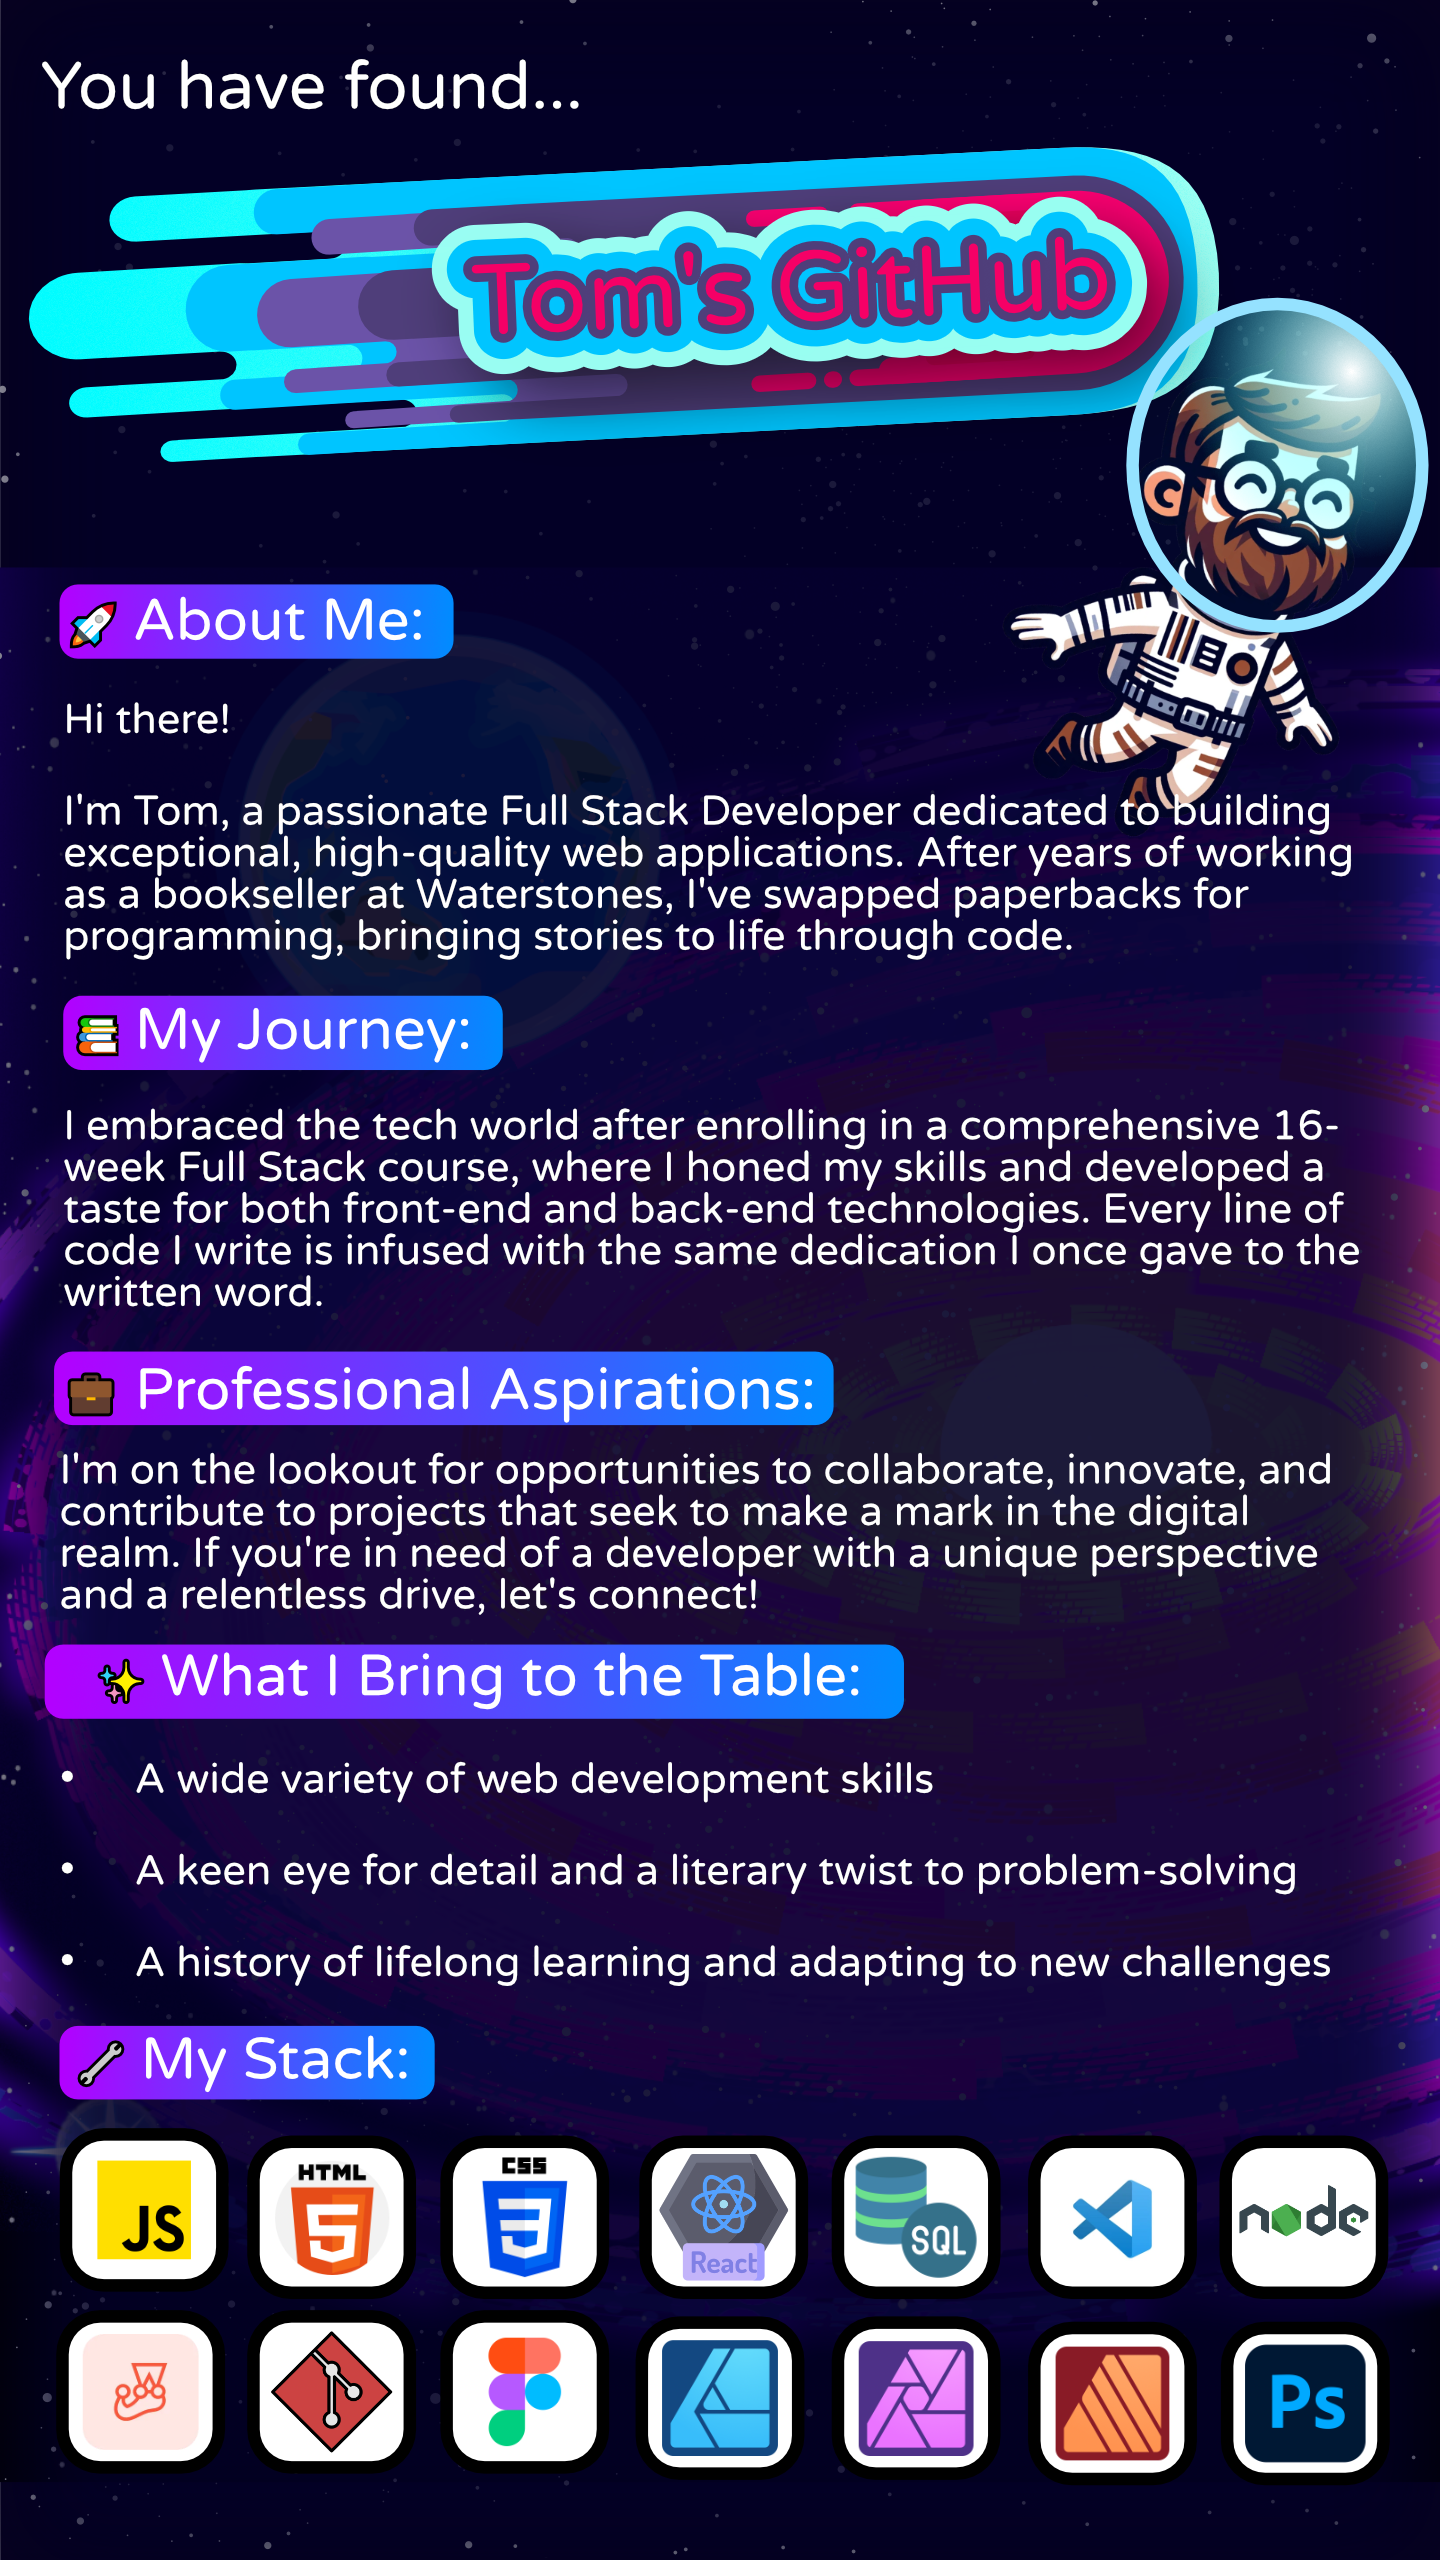 You have found...
Tom's GitHub
About Me:
Hi there!
I'm Tom, a passionate Full Stack Developer dedicated to building
exceptional, high-quality web applications. After years of working
as a bookseller at Waterstones, I've swapped paperbacks for
programming, bringing stories to life through code.
My Journey:
I embraced the tech world after enrolling in a comprehensive 16-
week Full Stack course, where I honed my skills and developed a
taste for both front-end and back-end technologies. Every line of
code I write is infused with the same dedication I once gave to the
written word.
Professional Aspirations:
I'm on the lookout for opportunities to collaborate, innovate, and
contribute to projects that seek to make a mark in the digital
realm. If you're in need of a developer with a unique perspective
and a relentless drive, let's connect!
What I Bring to the Table:
• A wide variety of web development skills
• A keen eye for detail and a literary twist to problem-solving
• A history of lifelong learning and adapting to new challenges
My Stack:
JS
HTML
5
CSS
3
React
SQL
node
Ps